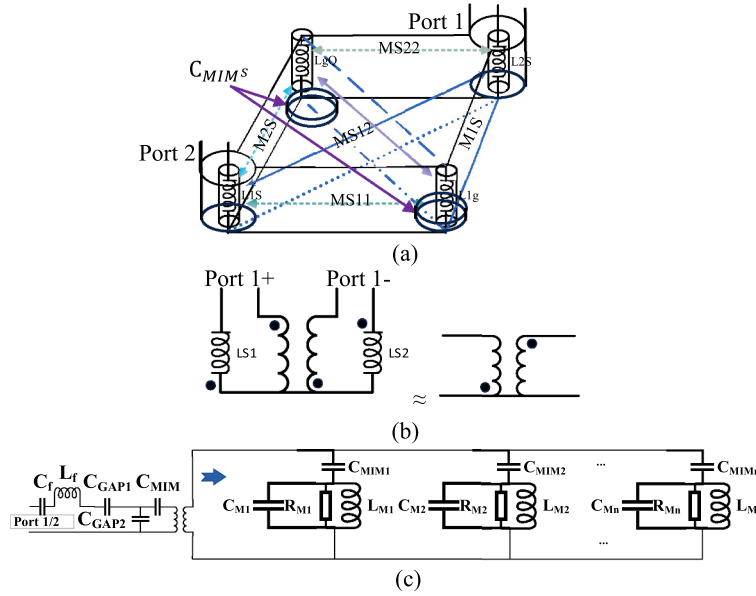 Port 1
MS22
LgQ
L2S
C_MIM^S
M2S
MS12
M1S
Port 2
L1S
L1g
MS11
(a)
Port 1+ Port 1-
LS1
LS2
≈
(b)
C_f L_f C_GAP1 C_MIM
C_GAP2
Port 1/2
C_MIM1 C_MIM2 ... C_MIMn
C_M1 R_M1 L_M1 C_M2 R_M2 L_M2 C_Mn R_Mn L_M
...
(c)